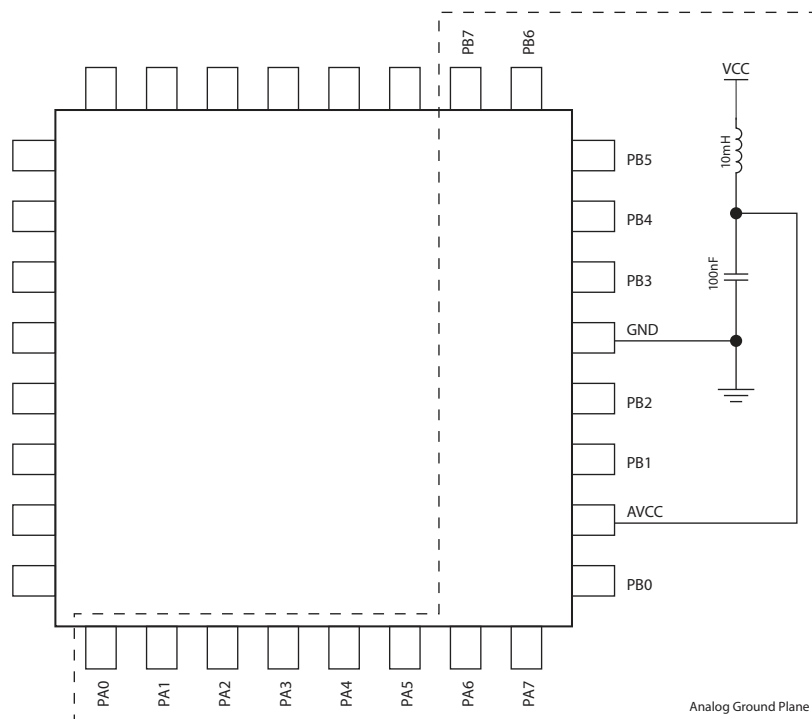 PB7
PB6
VCC
10mH
PB5
PB4
PB3
100nF
GND
PB2
PB1
AVCC
PB0
PA0
PA1
PA2
PA3
PA4
PA5
PA6
PA7
Analog Ground Plane